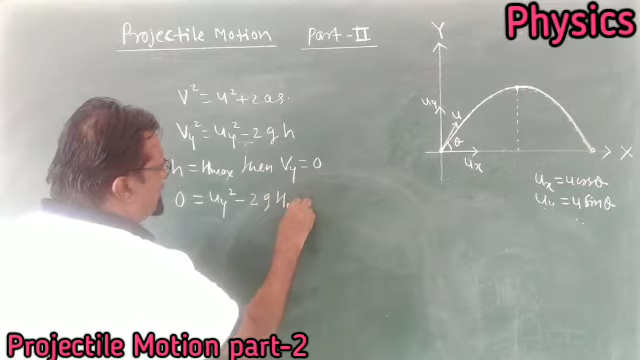 Physics
Projectile Motion Part-II
V² = u² + 2as.
Vy² = uy² - 2gh
h = Hmax then Vy = 0
0 = uy² - 2gH
Y
uy
u
θ
ux
X
ux = u cosθ
uy = u sinθ
Projectile Motion part-2